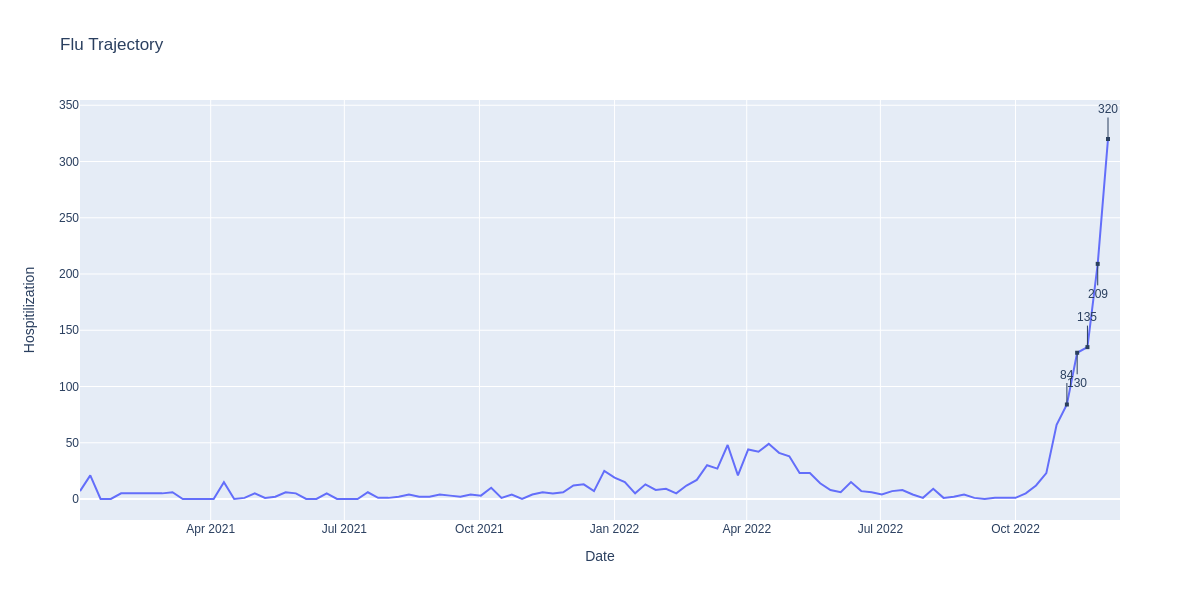 Flu Trajectory
350
300
250
200
150
100
50
0
Hospitilization
320
209
135
84
130
Apr 2021
Jul 2021
Oct 2021
Jan 2022
Apr 2022
Jul 2022
Oct 2022
Date